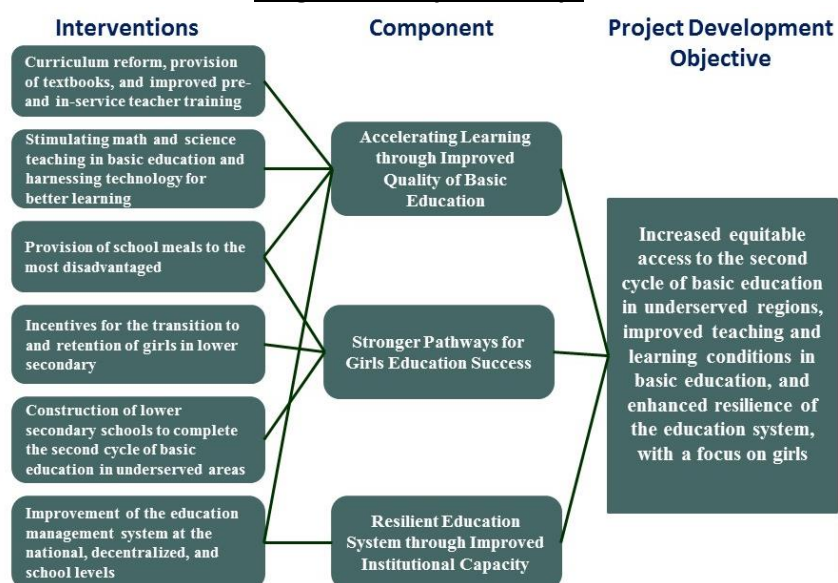 Interventions
Component
Project Development
Objective
Curriculum reform, provision
of textbooks, and improved pre-
and in-service teacher training
Stimulating math and science
teaching in basic education and
harnessing technology for
better learning
Provision of school meals to the
most disadvantaged
Incentives for the transition to
and retention of girls in lower
secondary
Construction of lower
secondary schools to complete
the second cycle of basic
education in underserved areas
Improvement of the education
management system at the
national, decentralized, and
school levels
Accelerating Learning
through Improved
Quality of Basic
Education
Stronger Pathways for
Girls Education Success
Resilient Education
System through Improved
Institutional Capacity
Increased equitable
access to the second
cycle of basic education
in underserved regions,
improved teaching and
learning conditions in
basic education, and
enhanced resilience of
the education system,
with a focus on girls